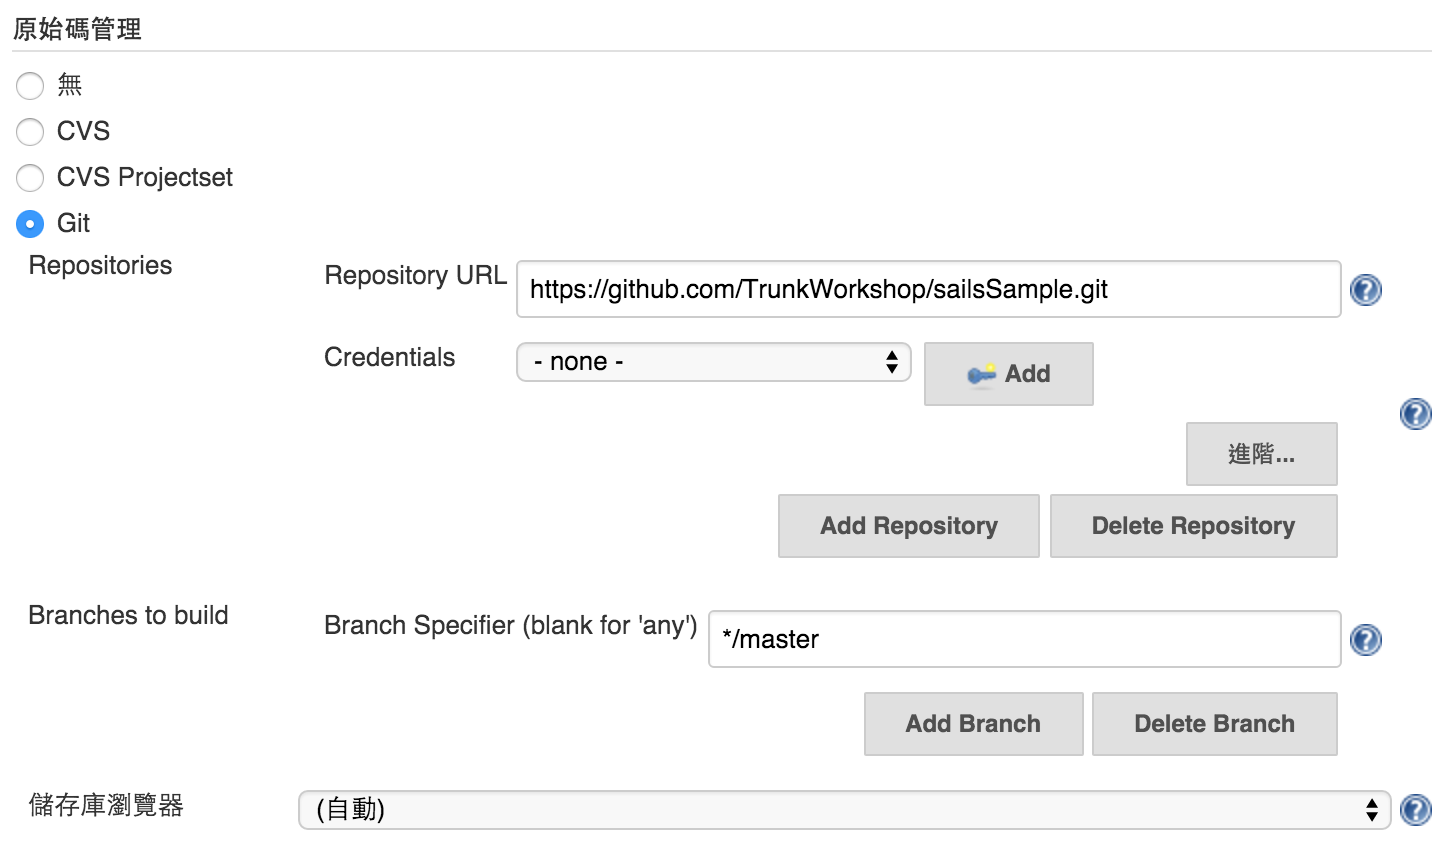 原始碼管理
無
CVS
CVS Projectset
Git
Repositories
Repository URL https://github.com/TrunkWorkshop/sailsSample.git
Credentials - none - Add
進階...
Add Repository Delete Repository
Branches to build
Branch Specifier (blank for 'any') */master
Add Branch Delete Branch
儲存庫瀏覽器 (自動)